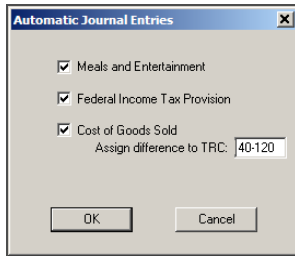 Automatic Journal Entries
Meals and Entertainment
Federal Income Tax Provision
Cost of Goods Sold
Assign difference to TRC: 40-120
OK Cancel